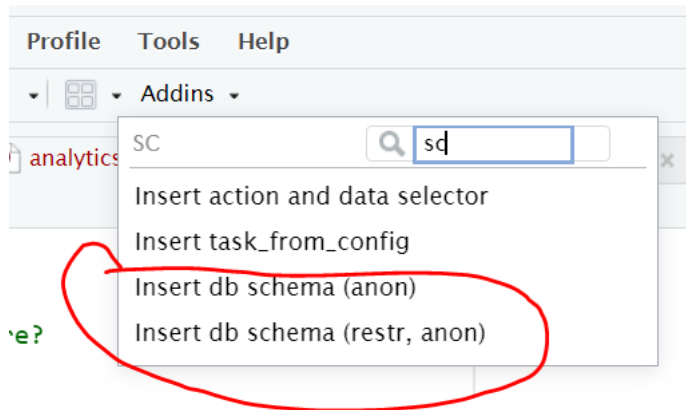 Profile Tools Help
Addins
analytics
SC sc
Insert action and data selector
Insert task_from_config
Insert db schema (anon)
Insert db schema (restr, anon)
e?